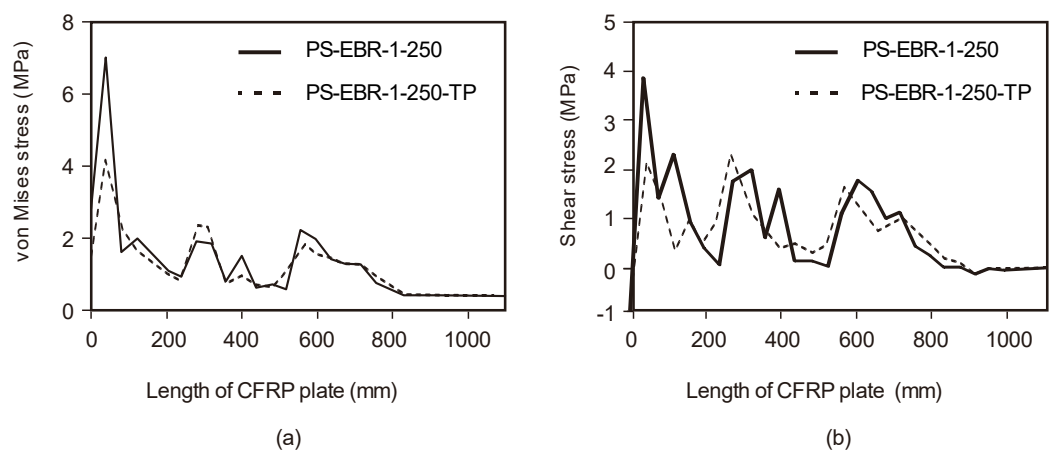 8
6
4
2
0
von Mises stress (MPa)
PS-EBR-1-250
PS-EBR-1-250-TP
0 200 400 600 800 1000
Length of CFRP plate (mm)
(a)
5
4
3
2
1
0
-1
Shear stress (MPa)
PS-EBR-1-250
PS-EBR-1-250-TP
0 200 400 600 800 1000
Length of CFRP plate (mm)
(b)